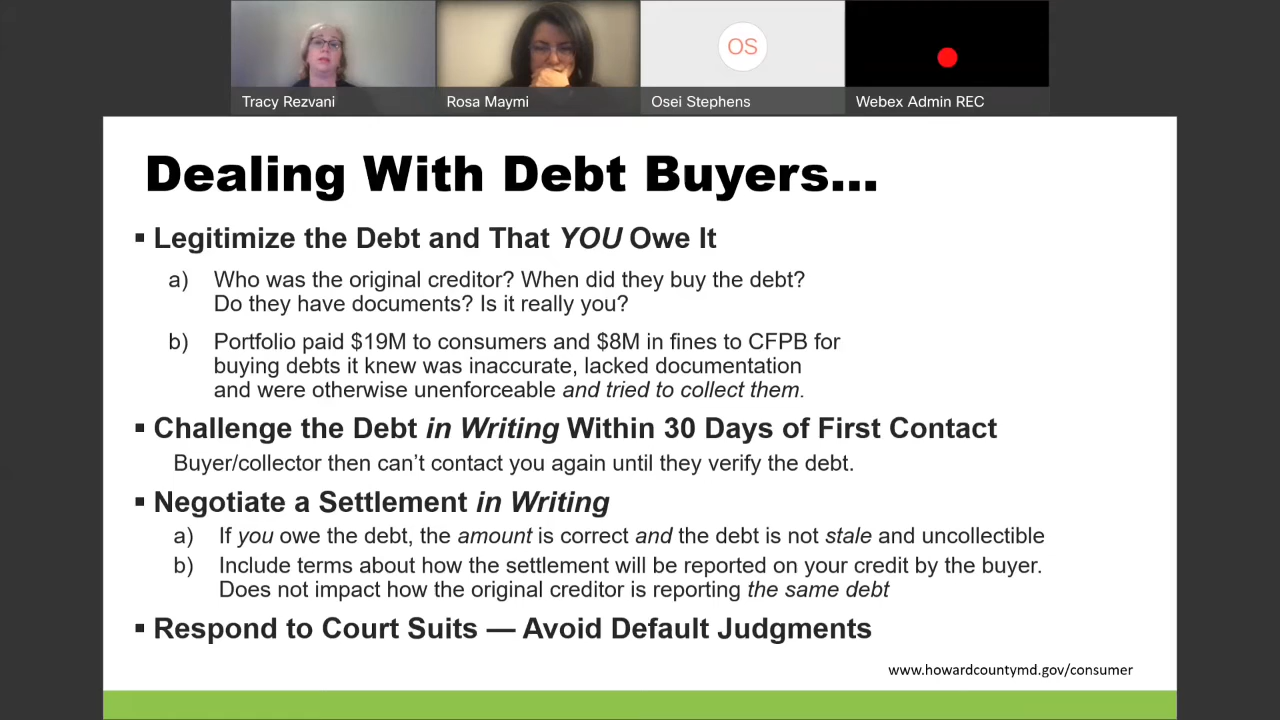 OS
Tracy Rezvani
Rosa Maymi
Osei Stephens
Webex Admin REC
Dealing With Debt Buyers...
▪ Legitimize the Debt and That YOU Owe It
a) Who was the original creditor? When did they buy the debt?
Do they have documents? Is it really you?
b) Portfolio paid $19M to consumers and $8M in fines to CFPB for
buying debts it knew was inaccurate, lacked documentation
and were otherwise unenforceable and tried to collect them.
▪ Challenge the Debt in Writing Within 30 Days of First Contact
Buyer/collector then can't contact you again until they verify the debt.
▪ Negotiate a Settlement in Writing
a) If you owe the debt, the amount is correct and the debt is not stale and uncollectible
b) Include terms about how the settlement will be reported on your credit by the buyer.
Does not impact how the original creditor is reporting the same debt
▪ Respond to Court Suits — Avoid Default Judgments
www.howardcountymd.gov/consumer